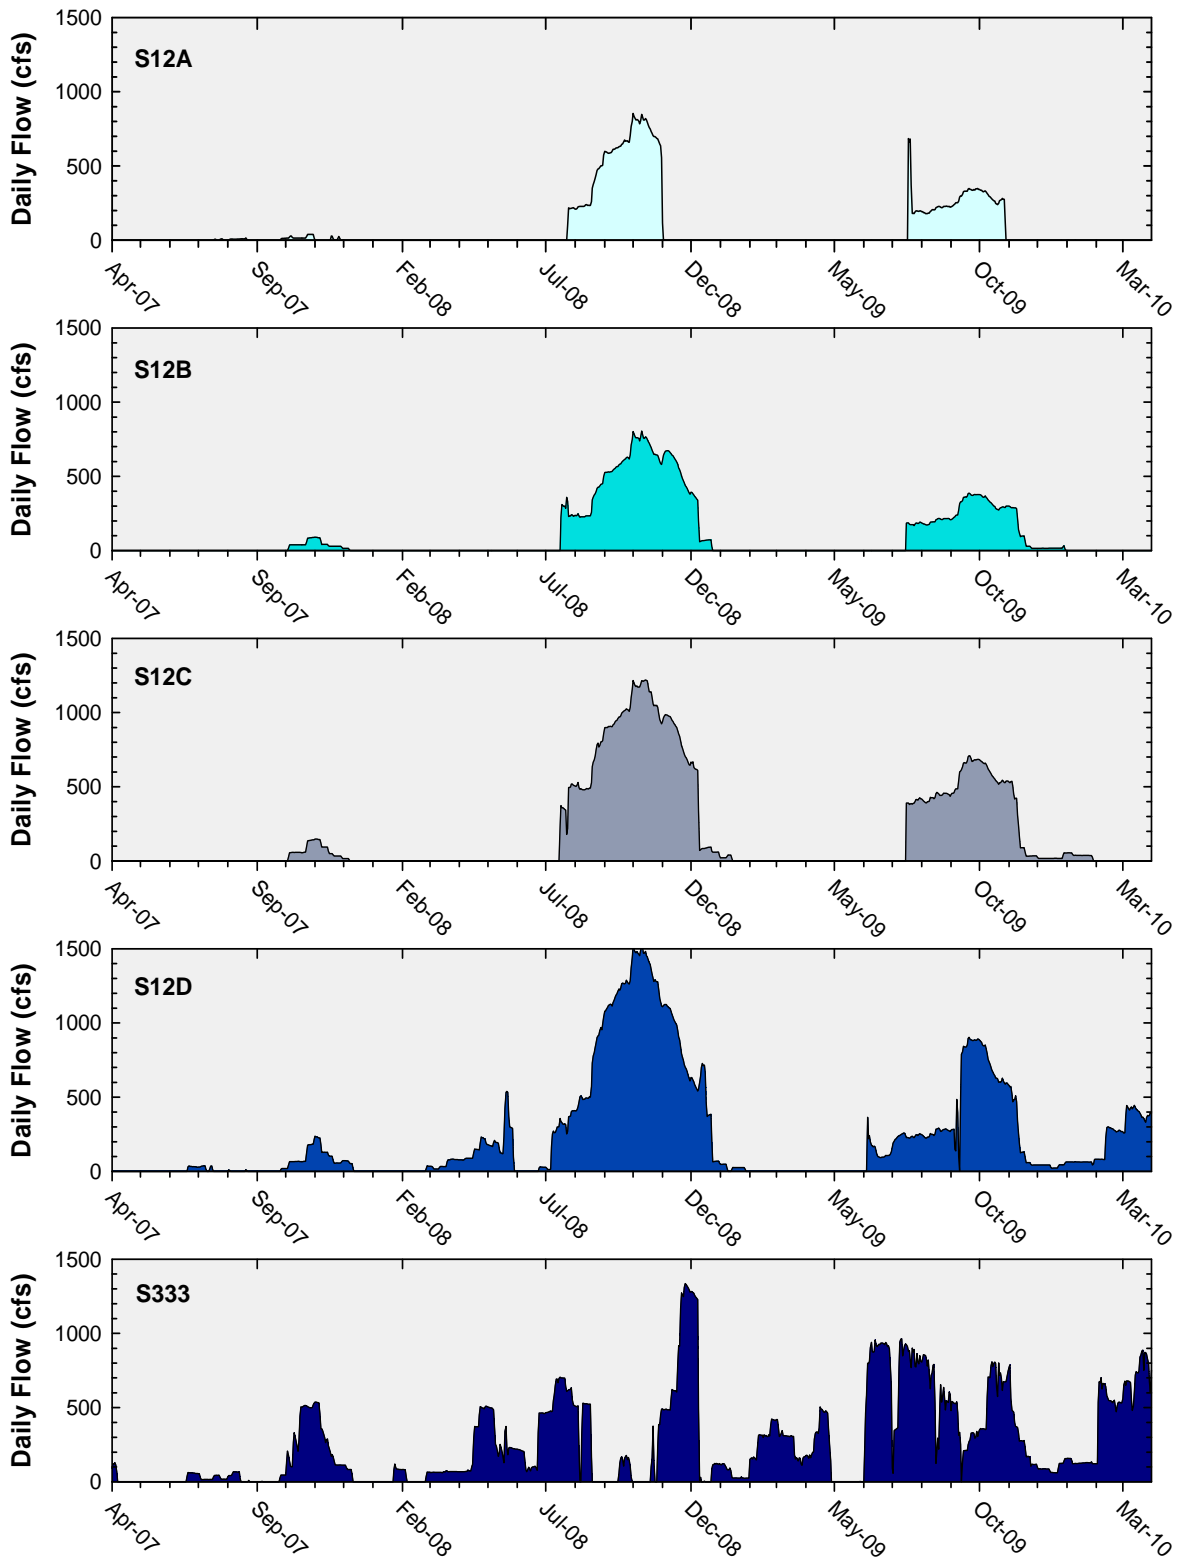 1500
1000
500
0
Daily Flow (cfs)
S12A
Apr-07 Sep-07 Feb-08 Jul-08 Dec-08 May-09 Oct-09 Mar-10
1500
1000
500
0
Daily Flow (cfs)
S12B
Apr-07 Sep-07 Feb-08 Jul-08 Dec-08 May-09 Oct-09 Mar-10
1500
1000
500
0
Daily Flow (cfs)
S12C
Apr-07 Sep-07 Feb-08 Jul-08 Dec-08 May-09 Oct-09 Mar-10
1500
1000
500
0
Daily Flow (cfs)
S12D
Apr-07 Sep-07 Feb-08 Jul-08 Dec-08 May-09 Oct-09 Mar-10
1500
1000
500
0
Daily Flow (cfs)
S333
Apr-07 Sep-07 Feb-08 Jul-08 Dec-08 May-09 Oct-09 Mar-10